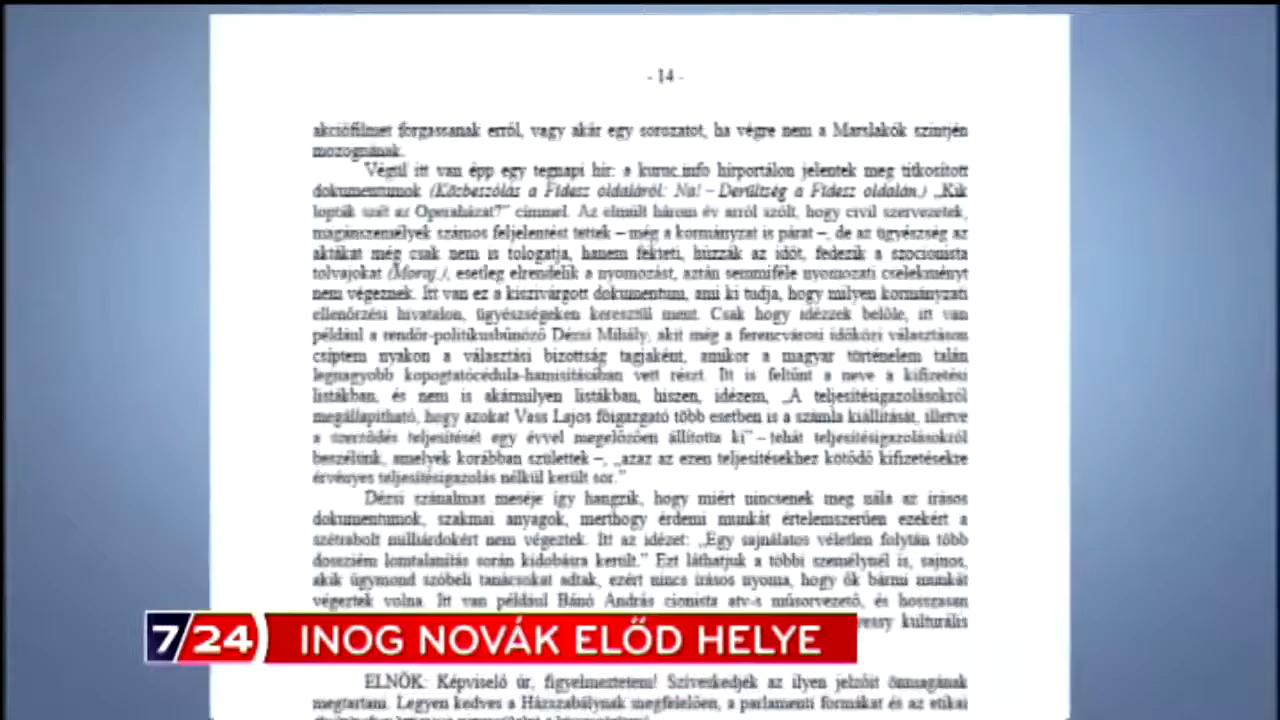 - 14 -
akciófilmet forgassanak erről, vagy akár egy sorozatot, ha végre nem a Marslakók szintjén
mozognának.
Végül itt van épp egy tegnapi hír: a kuruc.info hírportálon jelentek meg titkosított
dokumentumok (Közbeszólás a Fidesz oldaláról: Na! – Derültség a Fidesz oldalán.) „Kik
lopták szét az Operaházat?” címmel. Az elmúlt három év arról szólt, hogy civil szervezetek,
magánszemélyek számos feljelentést tettek – még a kormányzat is párat –, de az ügyészség az
aktákat még csak nem is tologatja, hanem fekteti, húzzák az időt, fedezik a szocionista
tolvajokat (Moraj.), esetleg elrendelik a nyomozást, aztán semmiféle nyomozati cselekményt
nem végeznek. Itt van ez a kiszivárgott dokumentum, ami ki tudja, hogy milyen kormányzati
ellenőrzési hivatalon, ügyészségeken keresztül ment. Csak hogy idézzek belőle, itt van
például a rendőr-politikusbűnöző Dézsi Mihály, akit még a ferencvárosi időközi választáson
csíptem nyakon a választási bizottság tagjaként, amikor a magyar történelem talán
legnagyobb kopogtatócédula-hamisításában vett részt. Itt is feltűnt a neve a kifizetési
listákban, és nem is akármilyen listákban, hiszen, idézem, „A teljesítésigazolásokról
megállapítható, hogy azokat Vass Lajos főigazgató több esetben is a számla kiállítását, illetve
a szerződés teljesítését egy évvel megelőzően állította ki” – tehát teljesítésigazolásokról
beszélünk, amelyek korábban születtek –, „azaz az ezen teljesítésekhez kötődő kifizetésekre
érvényes teljesítésigazolás nélkül került sor.”
Dézsi szánalmas meséje így hangzik, hogy miért nincsenek meg nála az írásos
dokumentumok, szakmai anyagok, merthogy érdemi munkát értelemszerűen ezekért a
szétrabolt milliárdokért nem végeztek. Itt az idézet: „Egy sajnálatos véletlen folytán több
dossziém lomtalanítás során kidobásra került.” Ezt láthatjuk a többi személynél is, sajnos,
akik úgymond szóbeli tanácsokat adtak, ezért nincs írásos nyoma, hogy ők bármi munkát
végeztek volna. Itt van például Bánó András cionista atv-s műsorvezető, és hosszasan
kulturális
7/24 INOG NOVÁK ELŐD HELYE
ELNÖK: Képviselő úr, figyelmeztetem! Szíveskedjék az ilyen jelzőit önmagának
megtartani. Legyen kedves a Házszabálynak megfelelően, a parlamenti formákat és az etikai